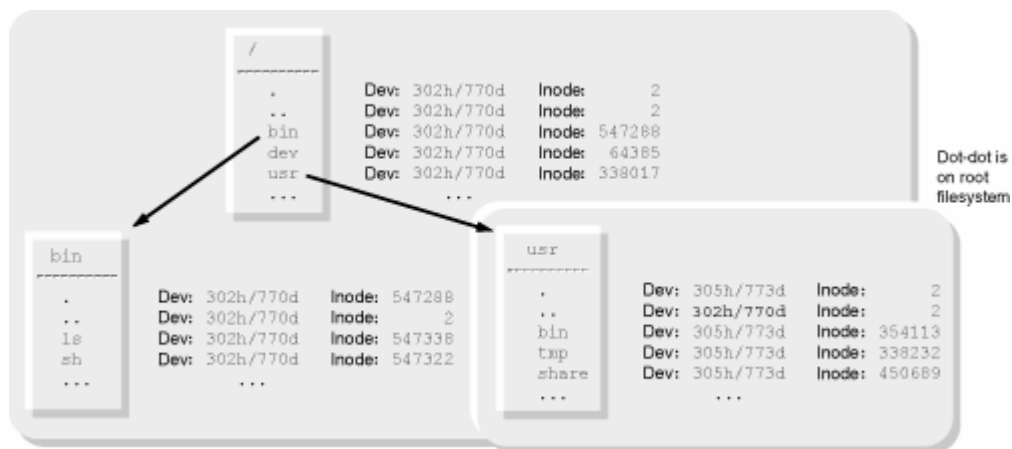 /
. Dev: 302h/770d Inode: 2
.. Dev: 302h/770d Inode: 2
bin Dev: 302h/770d Inode: 547288
dev Dev: 302h/770d Inode: 64385
usr Dev: 302h/770d Inode: 338017
... ...
Dot-dot is
on root
filesystem
bin
. Dev: 302h/770d Inode: 547288
.. Dev: 302h/770d Inode: 2
ls Dev: 302h/770d Inode: 547338
sh Dev: 302h/770d Inode: 547322
... ...
usr
. Dev: 305h/773d Inode: 2
.. Dev: 302h/770d Inode: 2
bin Dev: 305h/773d Inode: 354113
tmp Dev: 305h/773d Inode: 338232
share Dev: 305h/773d Inode: 450689
... ...